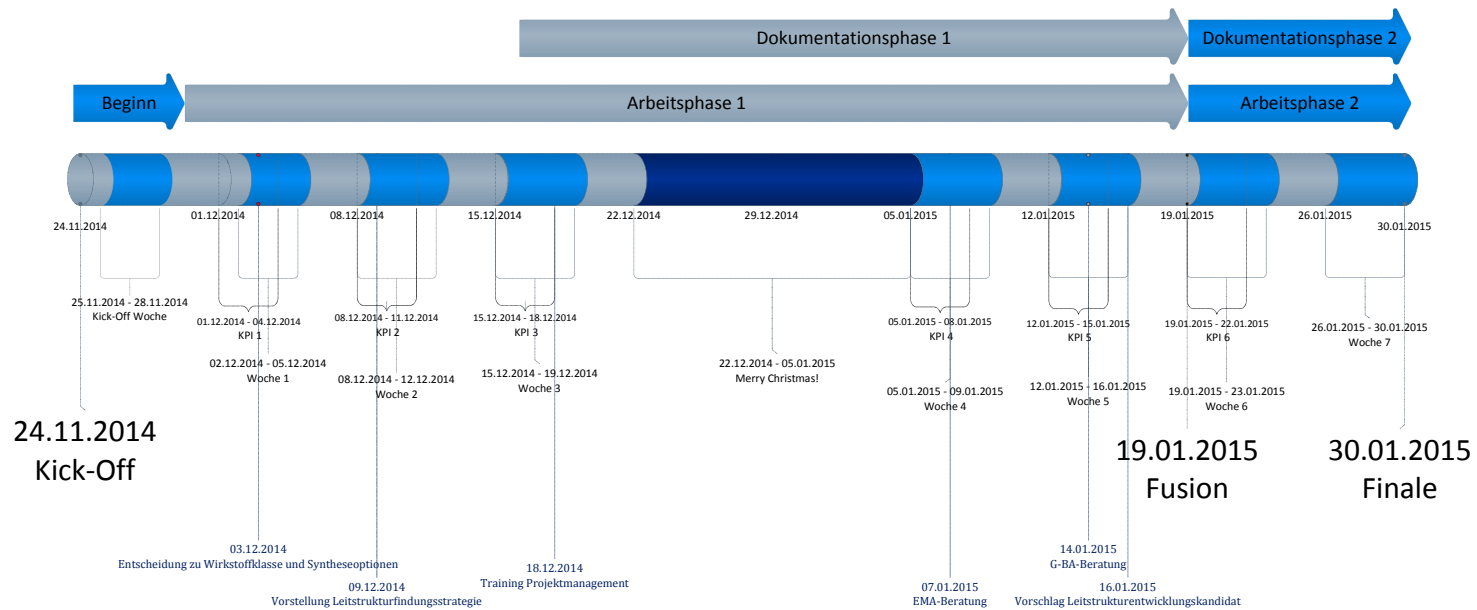 Dokumentationsphase 1
Dokumentationsphase 2
Beginn
Arbeitsphase 1
Arbeitsphase 2
24.11.2014
01.12.2014
08.12.2014
15.12.2014
22.12.2014
29.12.2014
05.01.2015
12.01.2015
19.01.2015
26.01.2015
30.01.2015
25.11.2014 - 28.11.2014
Kick-Off Woche
01.12.2014 - 04.12.2014
KPI 1
02.12.2014 - 05.12.2014
Woche 1
08.12.2014 - 11.12.2014
KPI 2
08.12.2014 - 12.12.2014
Woche 2
15.12.2014 - 18.12.2014
KPI 3
15.12.2014 - 19.12.2014
Woche 3
22.12.2014 - 05.01.2015
Merry Christmas!
05.01.2015 - 08.01.2015
KPI 4
05.01.2015 - 09.01.2015
Woche 4
12.01.2015 - 15.01.2015
KPI 5
12.01.2015 - 16.01.2015
Woche 5
19.01.2015 - 22.01.2015
KPI 6
19.01.2015 - 23.01.2015
Woche 6
26.01.2015 - 30.01.2015
Woche 7
24.11.2014
Kick-Off
19.01.2015
Fusion
30.01.2015
Finale
03.12.2014
Entscheidung zu Wirkstoffklasse und Syntheseoptionen
09.12.2014
Vorstellung Leitstrukturfindungsstrategie
18.12.2014
Training Projektmanagement
07.01.2015
EMA-Beratung
14.01.2015
G-BA-Beratung
16.01.2015
Vorschlag Leitstrukturentwicklungskandidat